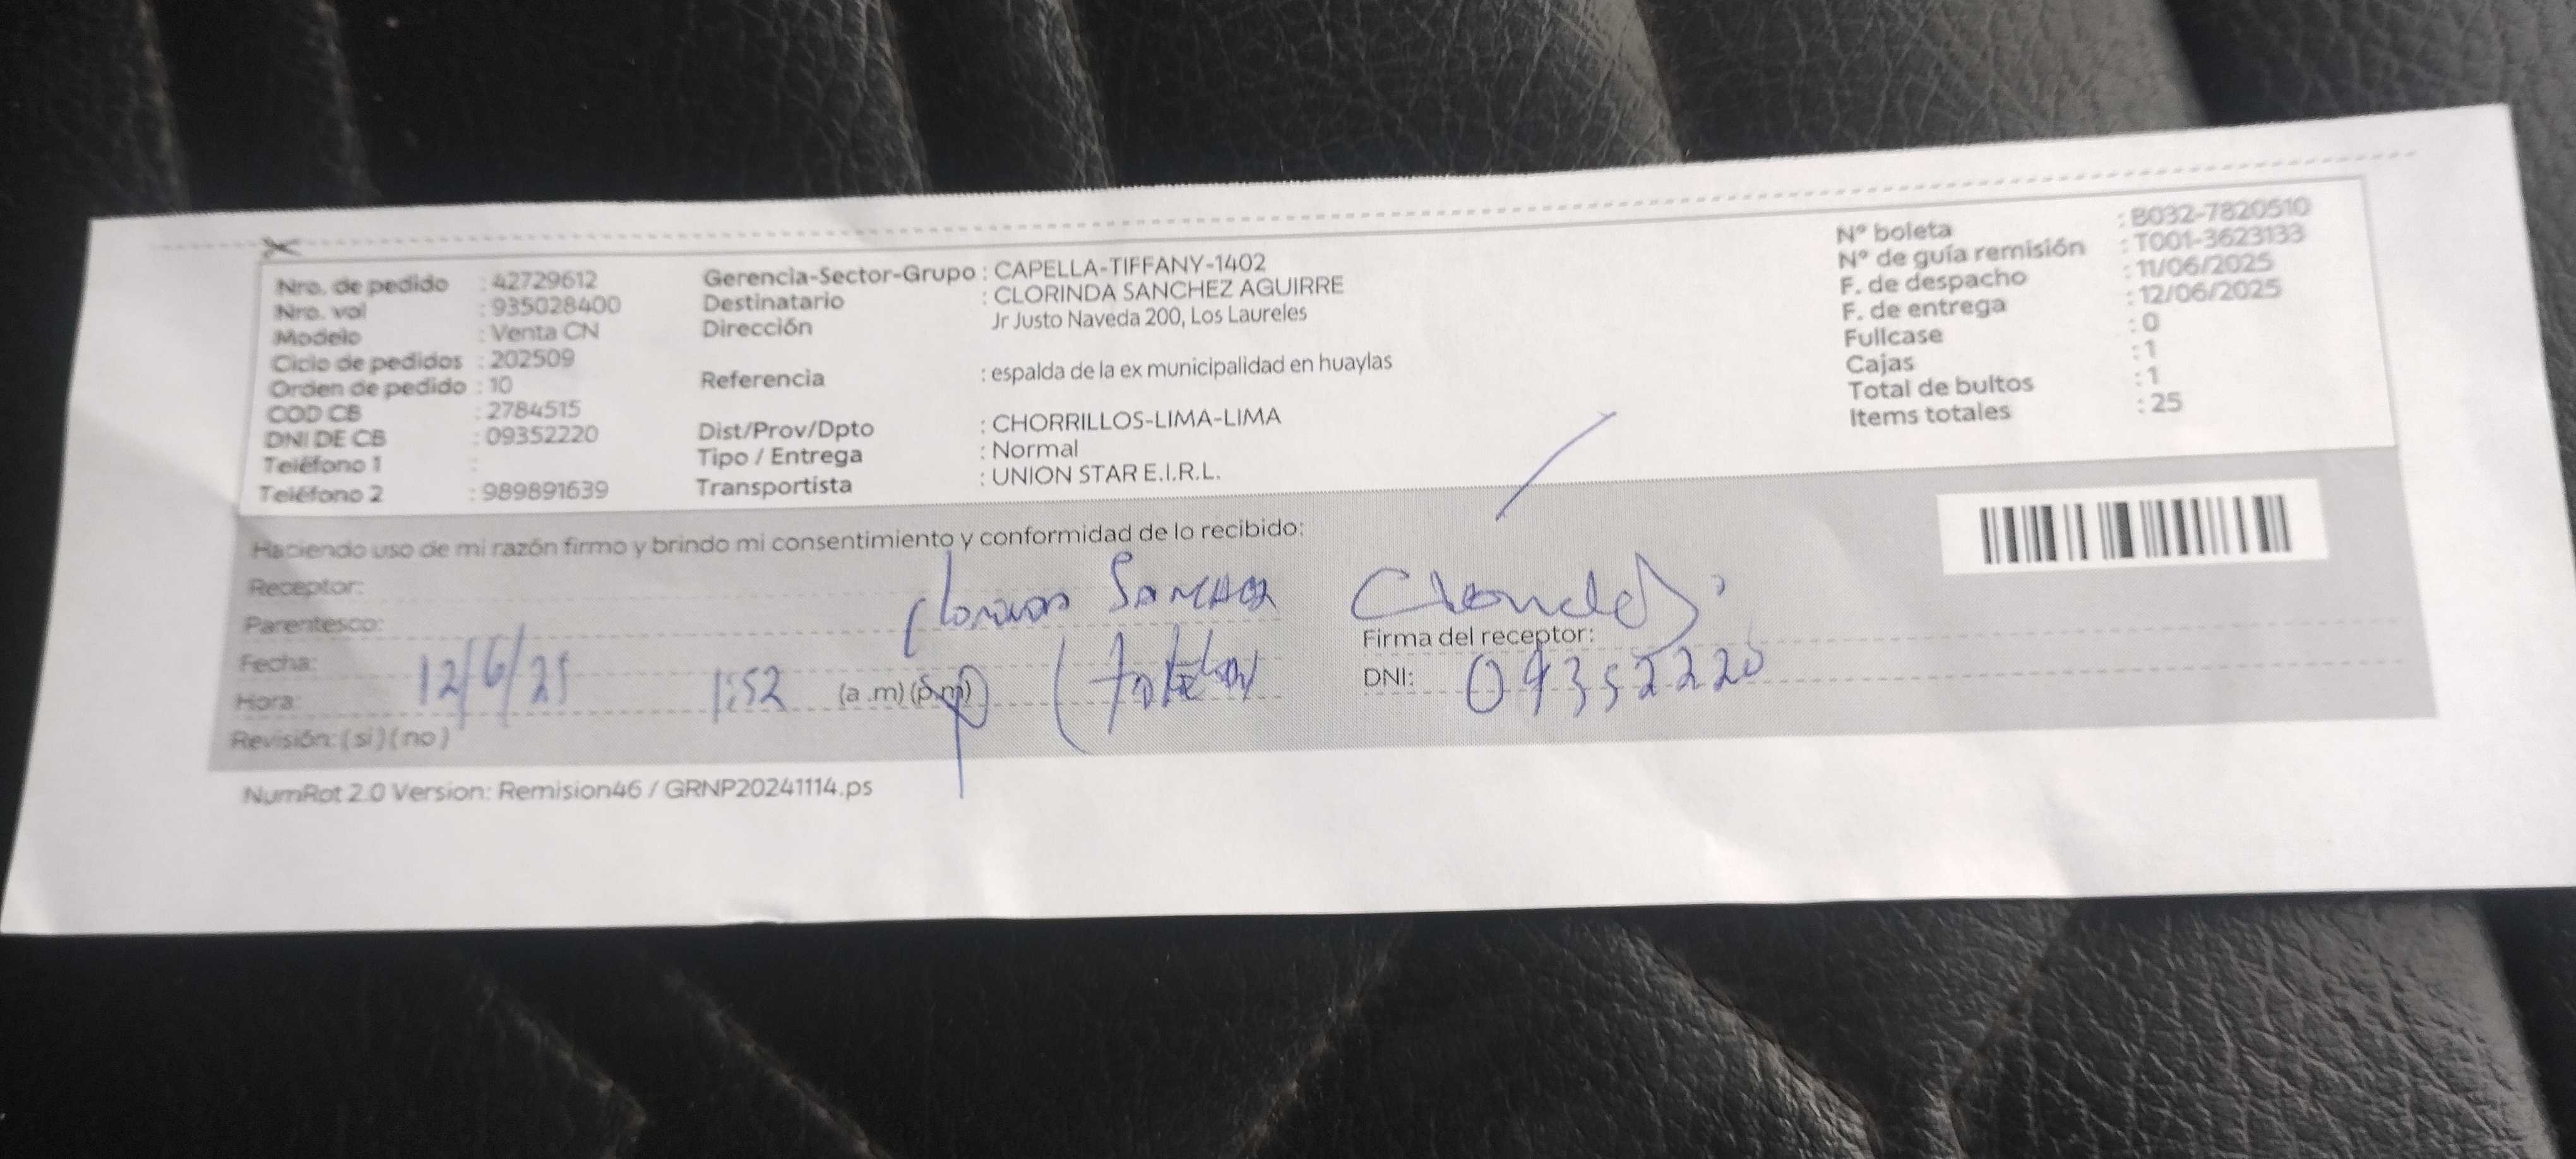 Nro. de pedido : 42729612
Nro. val : 935028400
Modelo : Venta CN
Ciclo de pedidos : 202509
Orden de pedido : 10
COD CB : 2784515
DNI DE CB : 09352220
Teléfono 1 :
Teléfono 2 : 989891639
Gerencia-Sector-Grupo : CAPELLA-TIFFANY-1402
Destinatario : CLORINDA SANCHEZ AGUIRRE
Dirección Jr Justo Naveda 200, Los Laureles
Referencia : espalda de la ex municipalidad en huaylas
Dist/Prov/Dpto : CHORRILLOS-LIMA-LIMA
Tipo / Entrega : Normal
Transportista : UNION STAR E.I.R.L.
N° boleta : B032-7820510
N° de guía remisión : T001-3623133
F. de despacho : 11/06/2025
F. de entrega : 12/06/2025
Fullcase : 0
Cajas : 1
Total de bultos : 1
Items totales : 25
Haciendo uso de mi razón firmo y brindo mi consentimiento y conformidad de lo recibido:
Receptor:
Parentesco:
Fecha: 12/6/25
Hora: 1:52 (a .m) (p.m)
Revisión: ( si ) ( no )
Firma del receptor:
DNI: 09352220
NumRot 2.0 Version: Remision46 / GRNP20241114.ps